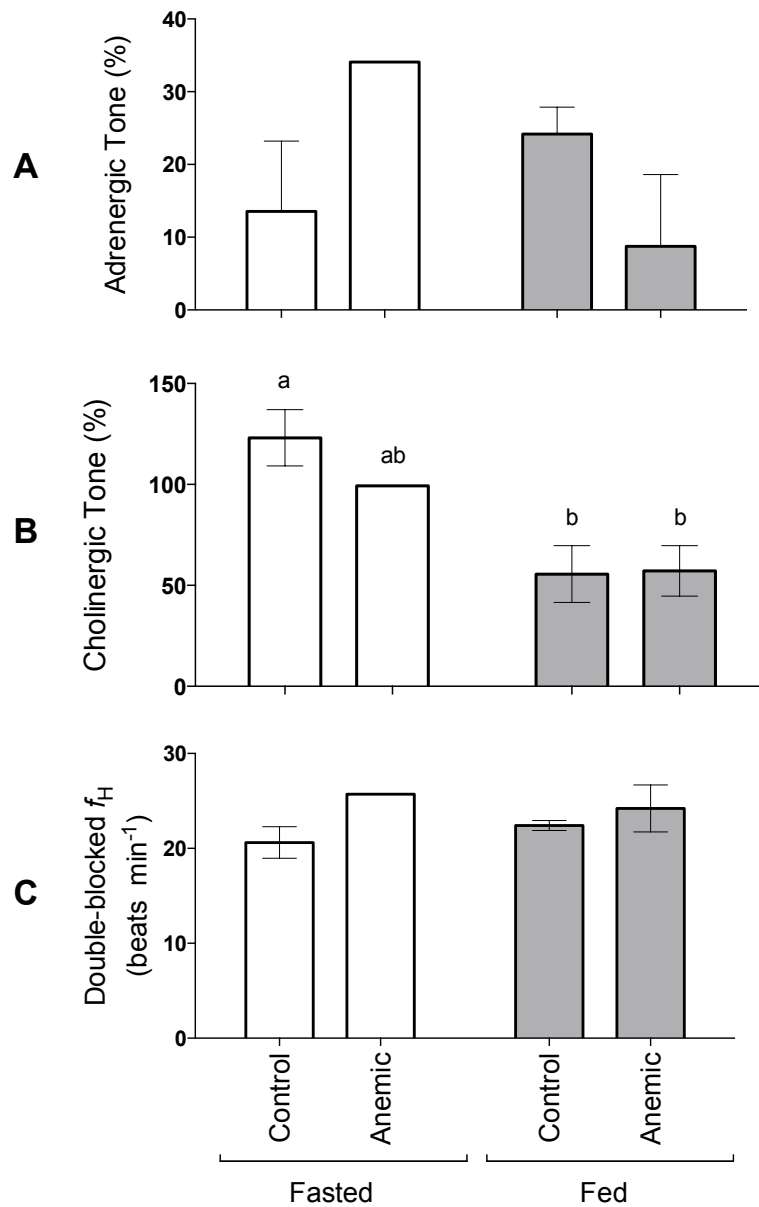 A
Adrenergic Tone (%)
40
30
20
10
0
B
Cholinergic Tone (%)
150
100
50
0
a
ab
b
b
C
Double-blocked fH
(beats min-1)
30
20
10
0
Control
Anemic
Control
Anemic
Fasted
Fed